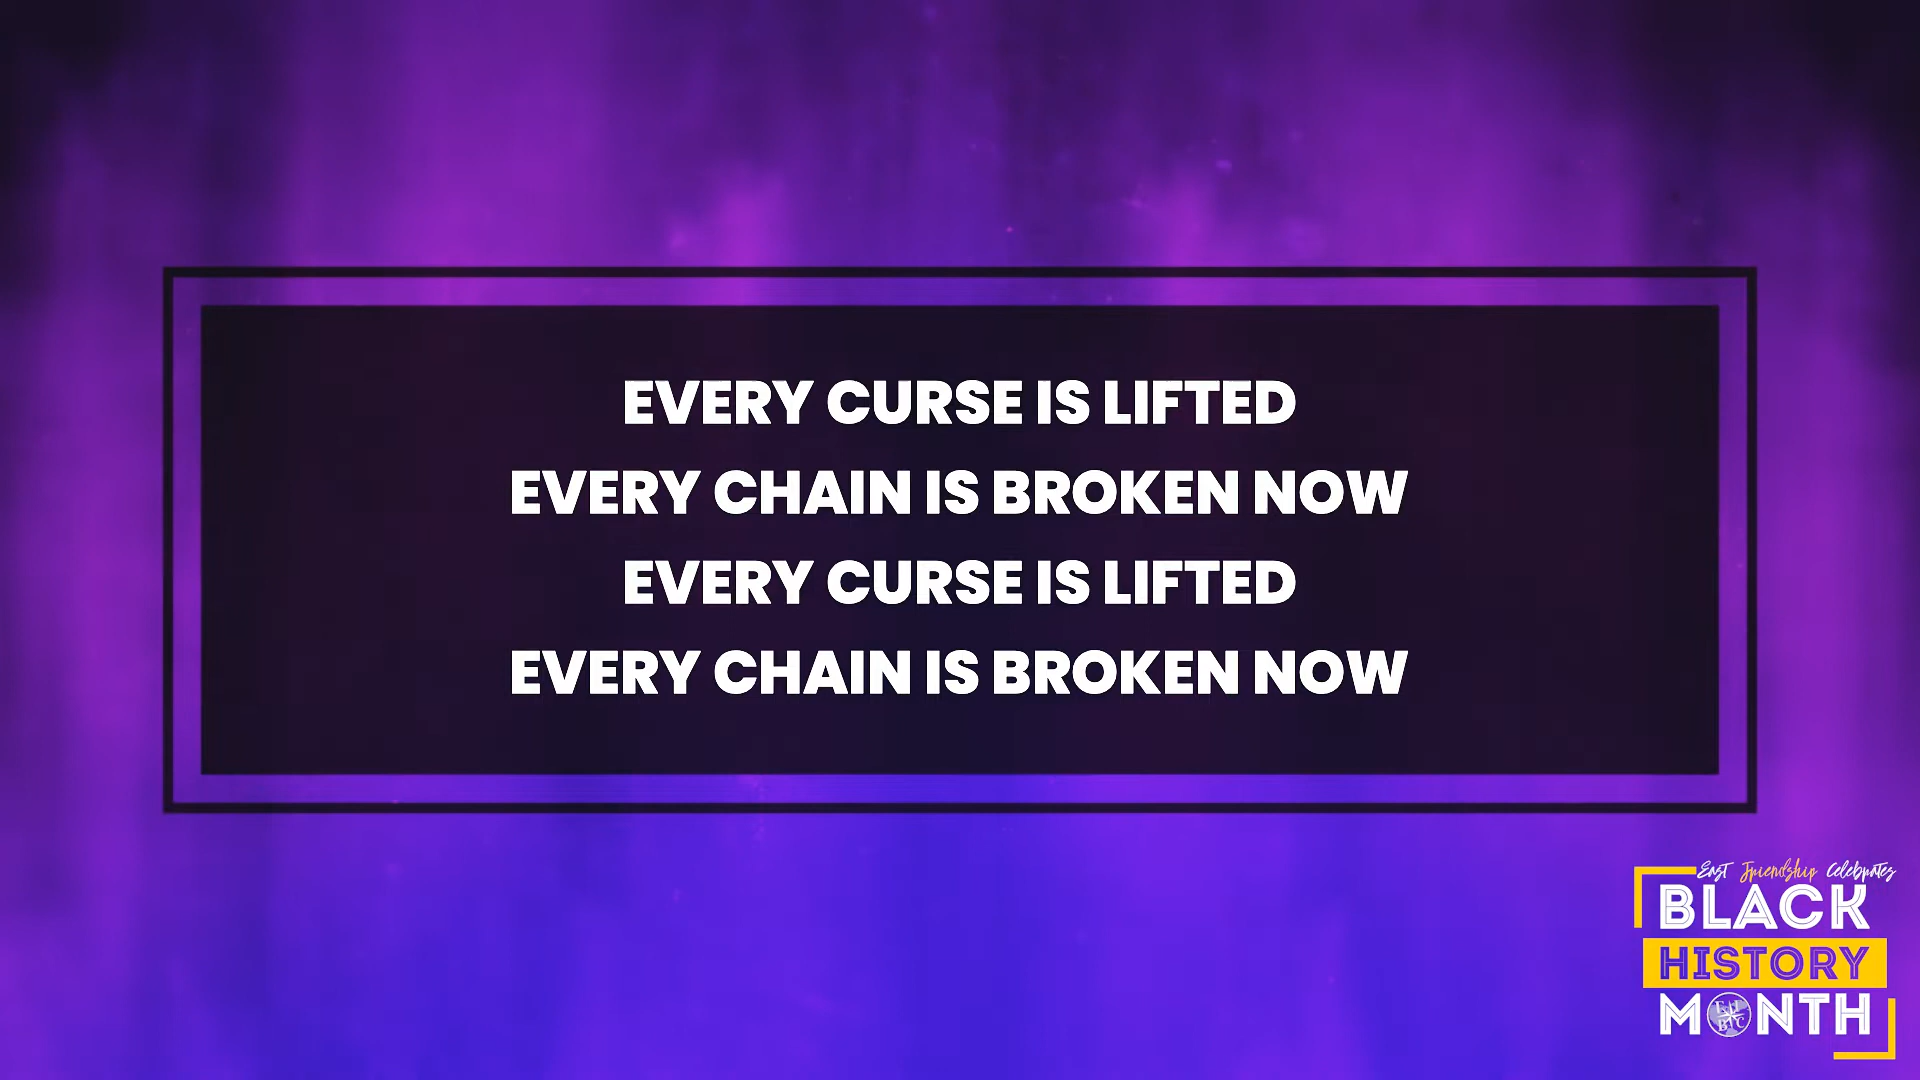 EVERY CURSE IS LIFTED
EVERY CHAIN IS BROKEN NOW
EVERY CURSE IS LIFTED
EVERY CHAIN IS BROKEN NOW
East Friendship Celebrates
BLACK
HISTORY
MONTH